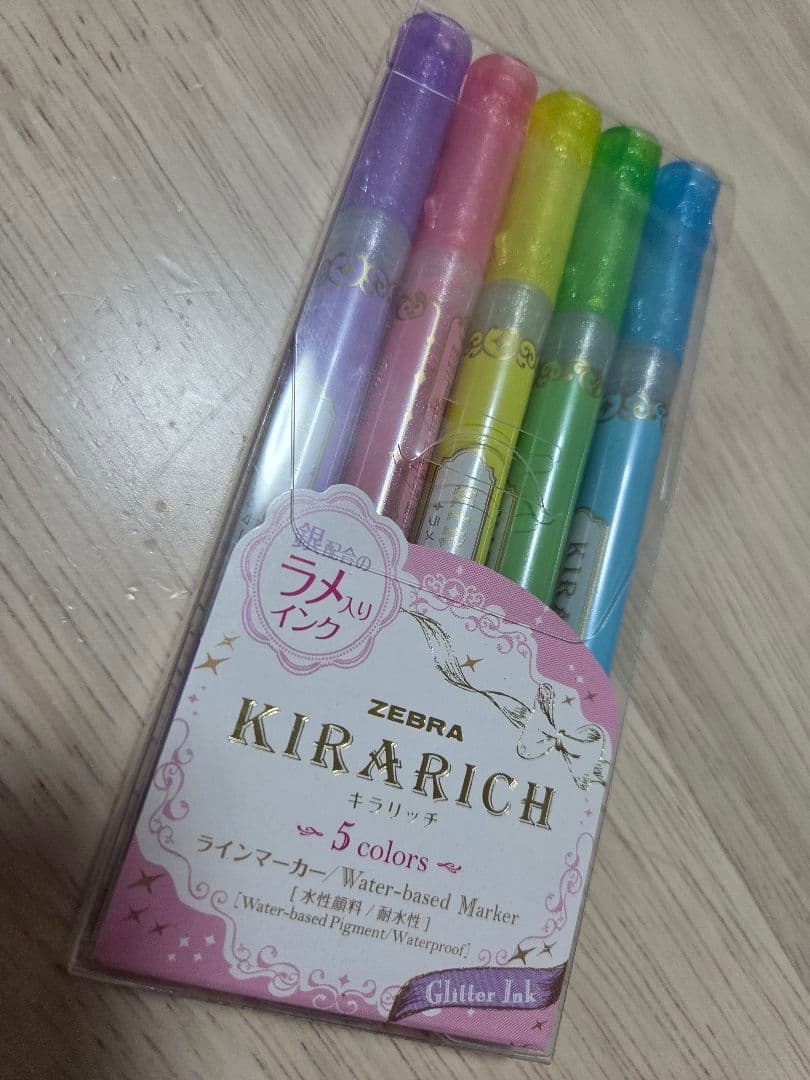 銀配合の
ラメ入り
インク
ZEBRA
KIRARICH
キラリッチ
5 colors
ラインマーカー/Water-based Marker
[水性顔料/耐水性]
[Water-based Pigment/Waterproof]
Glitter Ink
KIRARICH